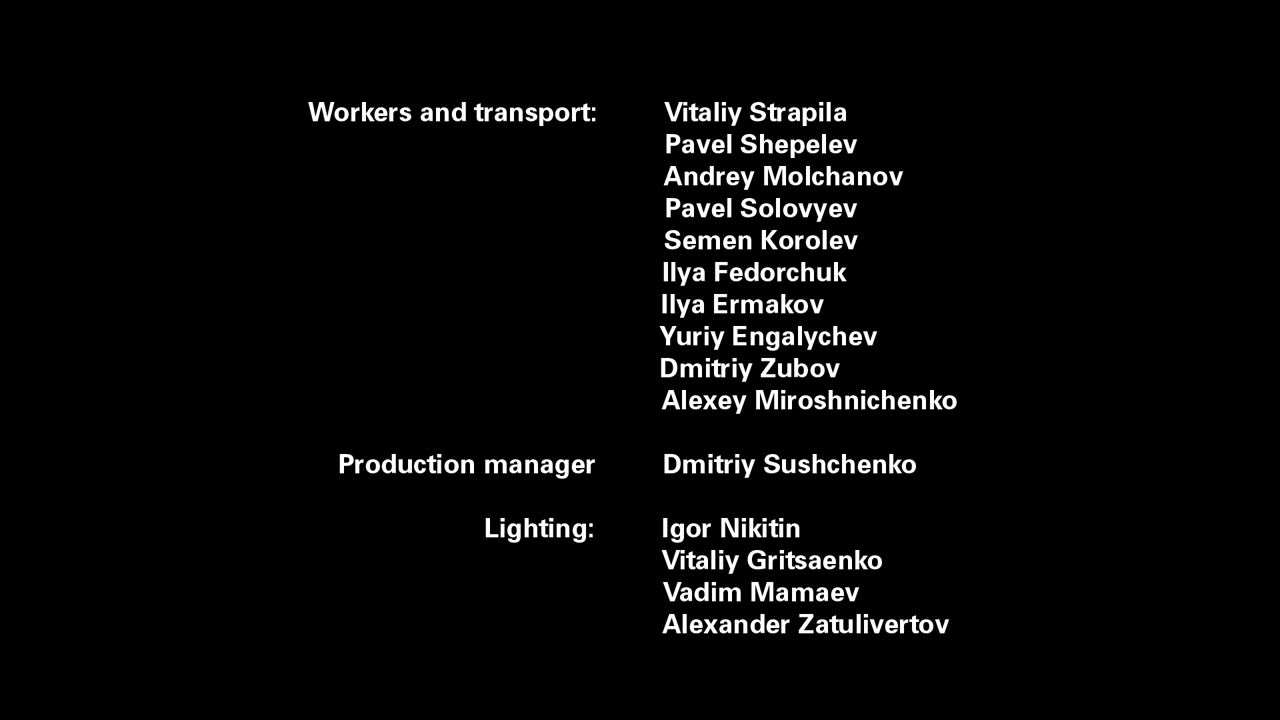 Workers and transport: Vitaliy Strapila
Pavel Shepelev
Andrey Molchanov
Pavel Solovyev
Semen Korolev
Ilya Fedorchuk
Ilya Ermakov
Yuriy Engalychev
Dmitriy Zubov
Alexey Miroshnichenko
Production manager Dmitriy Sushchenko
Lighting: Igor Nikitin
Vitaliy Gritsaenko
Vadim Mamaev
Alexander Zatulivertov